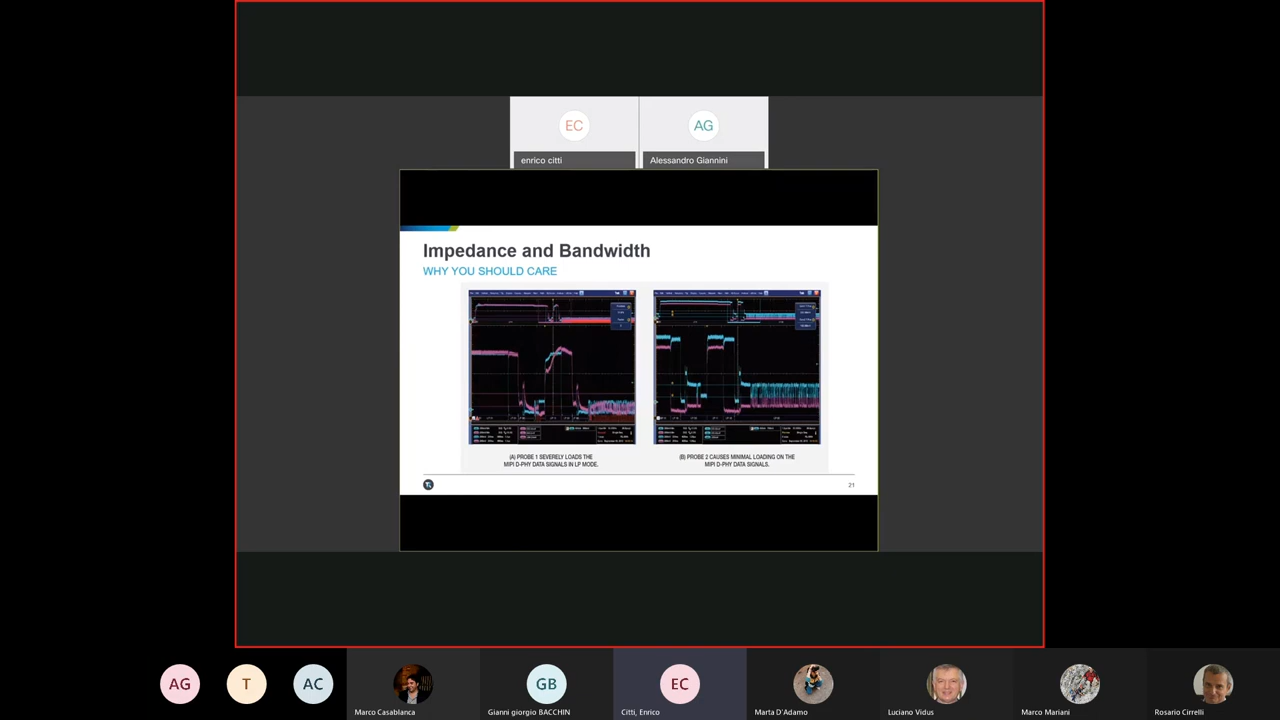 EC
AG
enrico citti
Alessandro Giannini
Impedance and Bandwidth
WHY YOU SHOULD CARE
(A) PROBE 1 SEVERELY LOADS THE
MIPI D-PHY DATA SIGNALS IN LP MODE.
(B) PROBE 2 CAUSES MINIMAL LOADING ON THE
MIPI D-PHY DATA SIGNALS.
21
AG
T
AC
GB
EC
Marco Casablanca
Gianni giorgio BACCHIN
Citti, Enrico
Marta D'Adamo
Luciano Vidus
Marco Mariani
Rosario Cirrelli